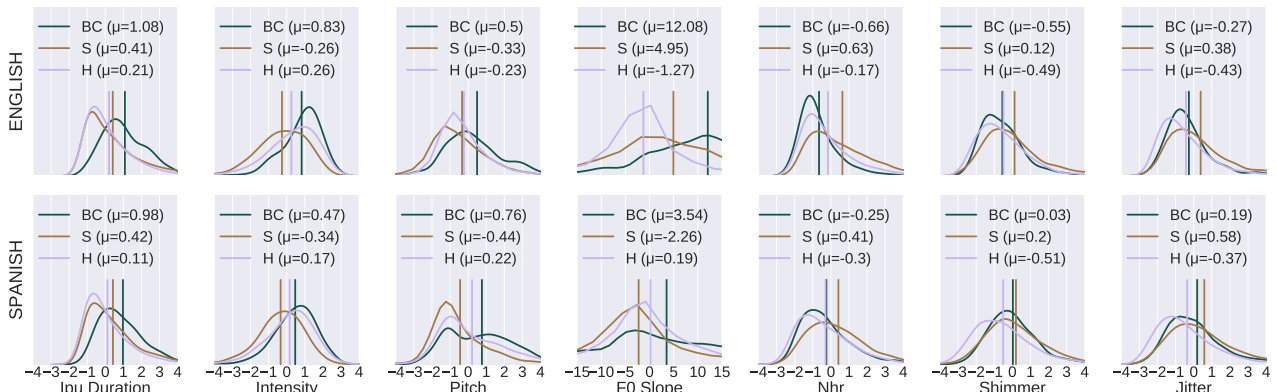 ENGLISH
BC (μ=1.08)
S (μ=0.41)
H (μ=0.21)
BC (μ=0.83)
S (μ=-0.26)
H (μ=0.26)
BC (μ=0.5)
S (μ=-0.33)
H (μ=-0.23)
BC (μ=12.08)
S (μ=4.95)
H (μ=-1.27)
BC (μ=-0.66)
S (μ=0.63)
H (μ=-0.17)
BC (μ=-0.55)
S (μ=0.12)
H (μ=-0.49)
BC (μ=-0.27)
S (μ=0.38)
H (μ=-0.43)
SPANISH
BC (μ=0.98)
S (μ=0.42)
H (μ=0.11)
BC (μ=0.47)
S (μ=-0.34)
H (μ=0.17)
BC (μ=0.76)
S (μ=-0.44)
H (μ=0.22)
BC (μ=3.54)
S (μ=-2.26)
H (μ=0.19)
BC (μ=-0.25)
S (μ=0.41)
H (μ=-0.3)
BC (μ=0.03)
S (μ=0.2)
H (μ=-0.51)
BC (μ=0.19)
S (μ=0.58)
H (μ=-0.37)
−4−3−2−1 0 1 2 3 4
−4−3−2−1 0 1 2 3 4
−4−3−2−1 0 1 2 3 4
−15−10−5 0 5 10 15
−4−3−2−1 0 1 2 3 4
−4−3−2−1 0 1 2 3 4
−4−3−2−1 0 1 2 3 4
Ipu Duration
Intensity
Pitch
F0 Slope
Nhr
Shimmer
Jitter